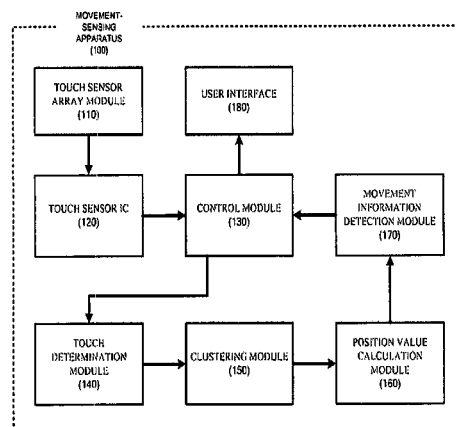 MOVEMENT-
SENSING
APPARATUS
(100)
TOUCH SENSOR
ARRAY MODULE
(110)
USER INTERFACE
(180)
TOUCH SENSOR IC
(120)
CONTROL MODULE
(130)
MOVEMENT
INFORMATION
DETECTION MODULE
(170)
TOUCH
DETERMINATION
MODULE
(140)
CLUSTERING MODULE
(150)
POSITION VALUE
CALCULATION
MODULE
(160)